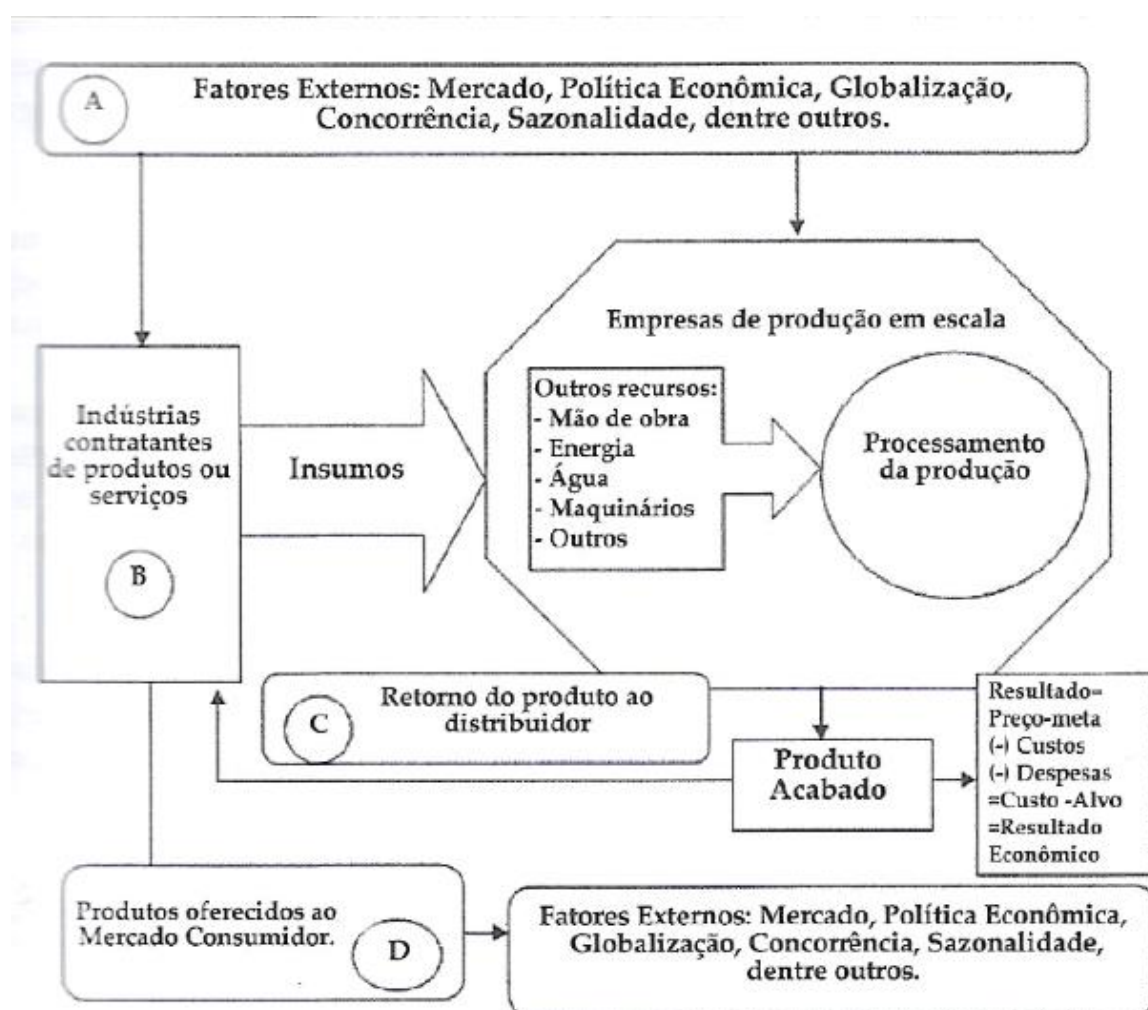 A
Fatores Externos: Mercado, Política Econômica, Globalização,
Concorrência, Sazonalidade, dentre outros.
Empresas de produção em escala
Indústrias
contratantes
de produtos ou
serviços
B
Insumos
Outros recursos:
- Mão de obra
- Energia
- Água
- Maquinários
- Outros
Processamento
da produção
C
Retorno do produto ao
distribuidor
Produto
Acabado
Resultado=
Preço-meta
(-) Custos
(-) Despesas
=Custo -Alvo
=Resultado
Econômico
Produtos oferecidos ao
Mercado Consumidor.
D
Fatores Externos: Mercado, Política Econômica,
Globalização, Concorrência, Sazonalidade,
dentre outros.